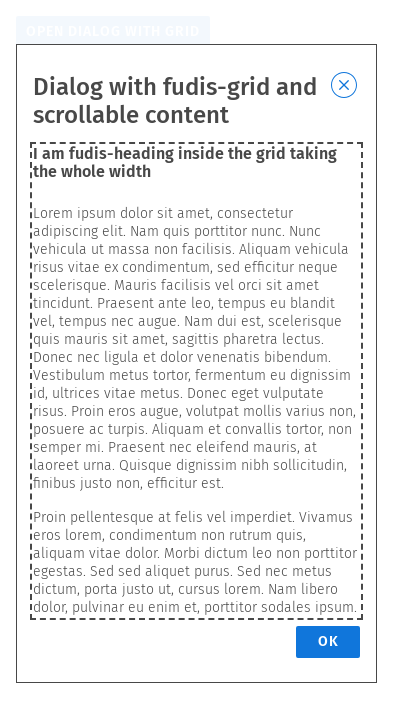 OPEN DIALOG WITH GRID
Dialog with fudis-grid and
scrollable content
I am fudis-heading inside the grid taking
the whole width
Lorem ipsum dolor sit amet, consectetur
adipiscing elit. Nam quis porttitor nunc. Nunc
vehicula ut massa non facilisis. Aliquam vehicula
risus vitae ex condimentum, sed efficitur neque
scelerisque. Mauris facilisis vel orci sit amet
tincidunt. Praesent ante leo, tempus eu blandit
vel, tempus nec augue. Nam dui est, scelerisque
quis mauris sit amet, sagittis pharetra lectus.
Donec nec ligula et dolor venenatis bibendum.
Vestibulum metus tortor, fermentum eu dignissim
id, ultrices vitae metus. Donec eget vulputate
risus. Proin eros augue, volutpat mollis varius non,
posuere ac turpis. Aliquam et convallis tortor, non
semper mi. Praesent nec eleifend mauris, at
laoreet urna. Quisque dignissim nibh sollicitudin,
finibus justo non, efficitur est.
Proin pellentesque at felis vel imperdiet. Vivamus
eros lorem, condimentum non rutrum quis,
aliquam vitae dolor. Morbi dictum leo non porttitor
egestas. Sed sed aliquet purus. Sed nec metus
dictum, porta justo ut, cursus lorem. Nam libero
dolor, pulvinar eu enim et, porttitor sodales ipsum.
OK